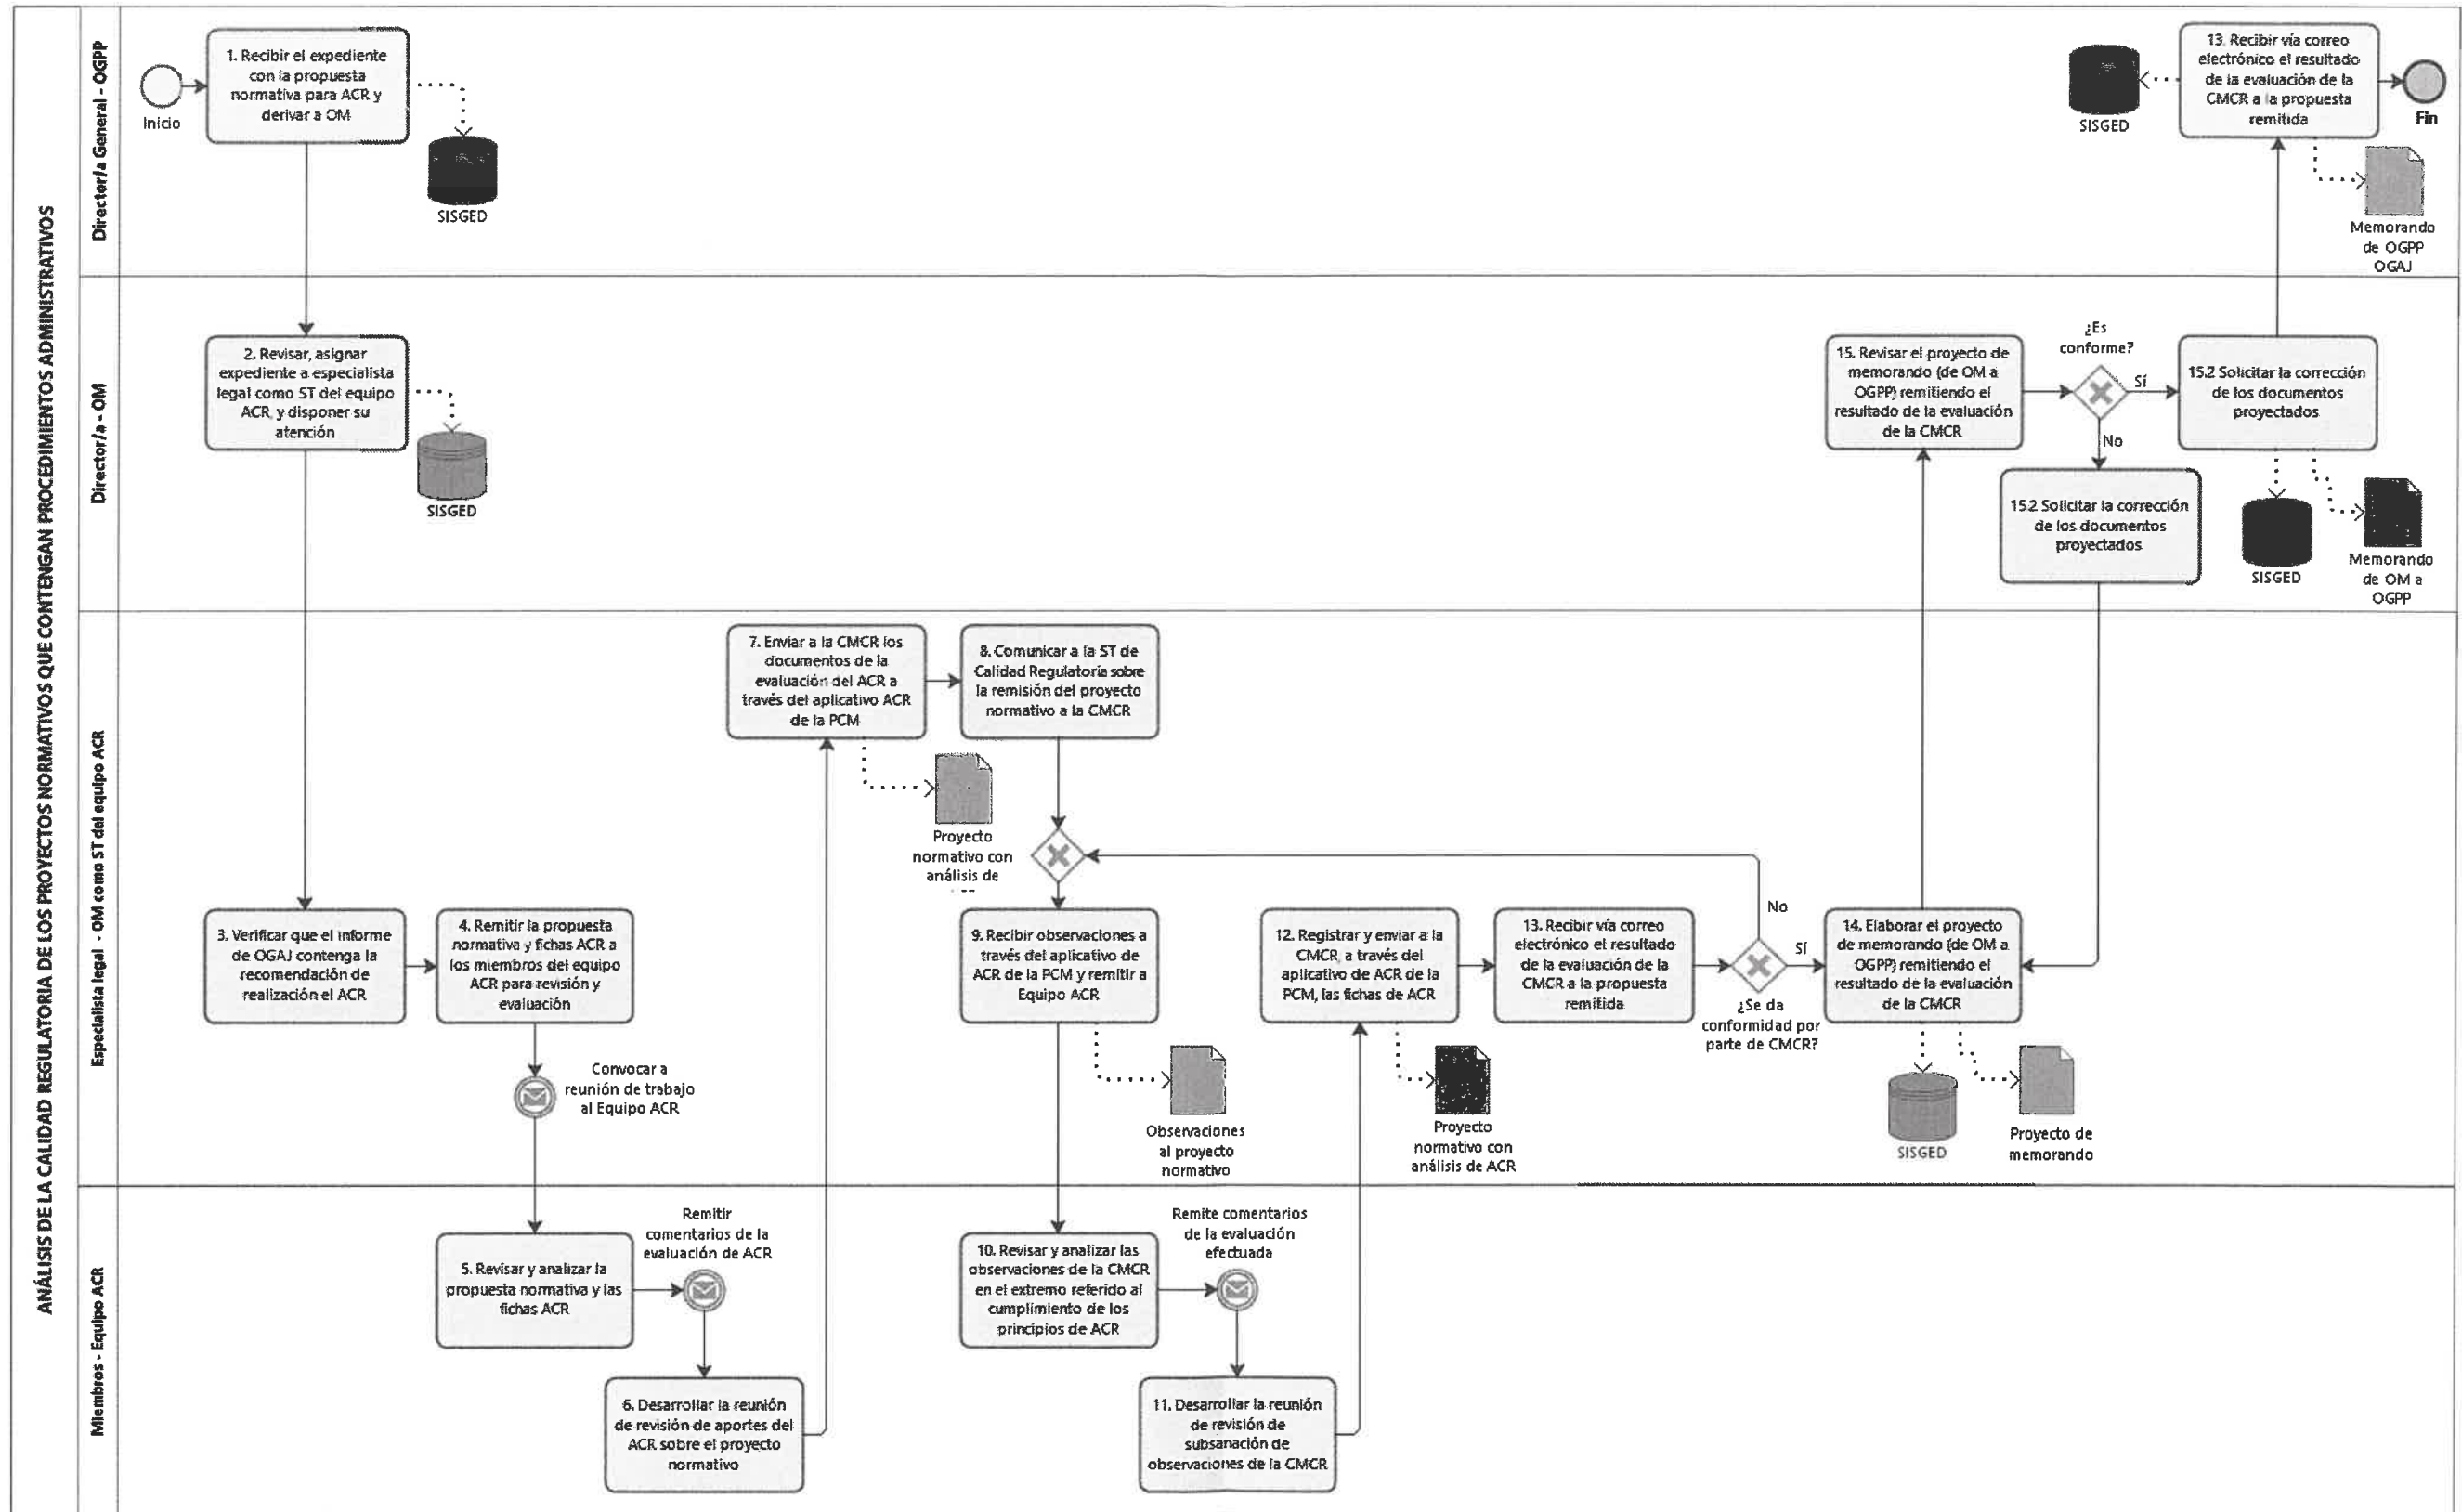 ANÁLISIS DE LA CALIDAD REGULATORIA DE LOS PROYECTOS NORMATIVOS QUE CONTENGAN PROCEDIMIENTOS ADMINISTRATIVOS
Director/a General - OGPP
Inicio
1. Recibir el expediente
con la propuesta
normativa para ACR y
derivar a OM
SISGED
SISGED
13. Recibir vía correo
electrónico el resultado
de la evaluación de la
CMCR a la propuesta
remitida
Fin
Memorando
de OGPP
OGAJ
Director/a - OM
2. Revisar, asignar
expediente a especialista
legal como ST del equipo
ACR, y disponer su
atención
SISGED
15. Revisar el proyecto de
memorando (de OM a
OGPP) remitiendo el
resultado de la evaluación
de la CMCR
¿Es
conforme?
Sí
No
15.2 Solicitar la corrección
de los documentos
proyectados
15.2 Solicitar la corrección
de los documentos
proyectados
SISGED
Memorando
de OM a
OGPP
Especialista legal - OM como ST del equipo ACR
3. Verificar que el informe
de OGAJ contenga la
recomendación de
realización el ACR
4. Remitir la propuesta
normativa y fichas ACR a
los miembros del equipo
ACR para revisión y
evaluación
Convocar a
reunión de trabajo
al Equipo ACR
7. Enviar a la CMCR los
documentos de la
evaluación del ACR a
través del aplicativo ACR
de la PCM
Proyecto
normativo con
análisis de
8. Comunicar a la ST de
Calidad Regulatoria sobre
la remisión del proyecto
normativo a la CMCR
9. Recibir observaciones a
través del aplicativo de
ACR de la PCM y remitir a
Equipo ACR
Observaciones
al proyecto
normativo
12. Registrar y enviar a la
CMCR, a través del
aplicativo de ACR de la
PCM, las fichas de ACR
Proyecto
normativo con
análisis de ACR
13. Recibir vía correo
electrónico el resultado
de la evaluación de la
CMCR a la propuesta
remitida
No
Sí
¿Se da
conformidad por
parte de CMCR?
14. Elaborar el proyecto
de memorando (de OM a
OGPP) remitiendo el
resultado de la evaluación
de la CMCR
SISGED
Proyecto de
memorando
Miembros - Equipo ACR
5. Revisar y analizar la
propuesta normativa y las
fichas ACR
Remitir
comentarios de la
evaluación de ACR
6. Desarrollar la reunión
de revisión de aportes del
ACR sobre el proyecto
normativo
10. Revisar y analizar las
observaciones de la CMCR
en el extremo referido al
cumplimiento de los
principios de ACR
Remite comentarios
de la evaluación
efectuada
11. Desarrollar la reunión
de revisión de
subsanación de
observaciones de la CMCR